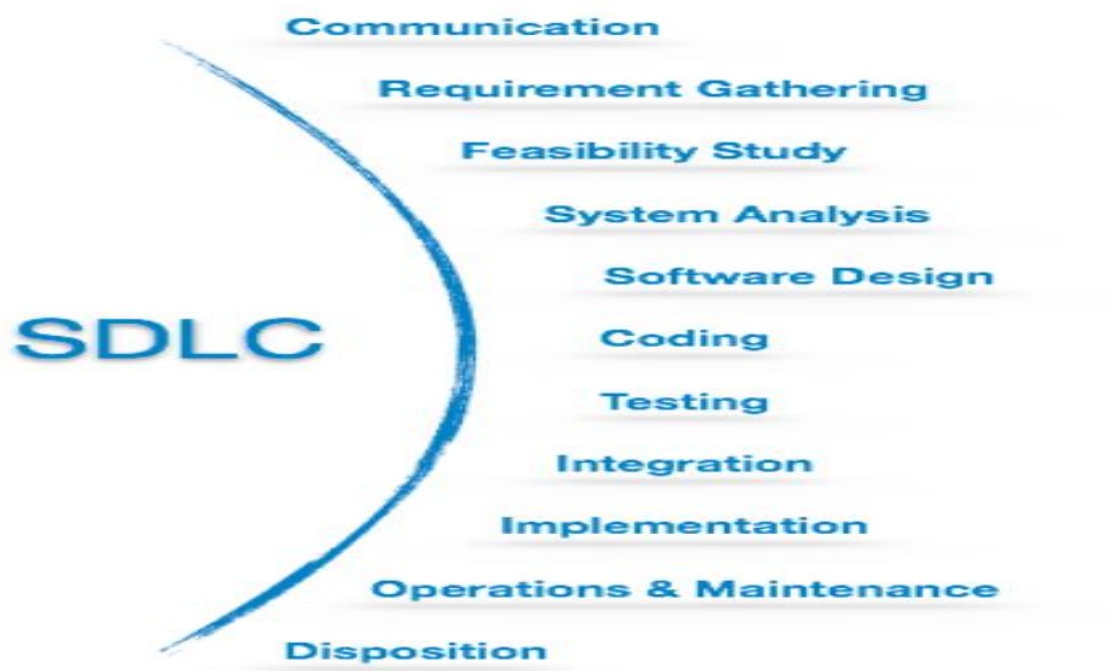 Communication
Requirement Gathering
Feasibility Study
System Analysis
Software Design
SDLC
Coding
Testing
Integration
Implementation
Operations & Maintenance
Disposition